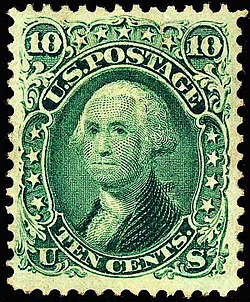 10 10
U.S. POSTAGE
TEN CENTS.
U S